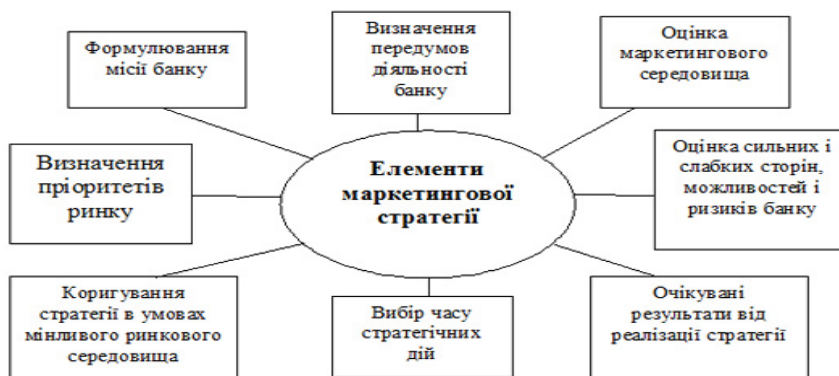 Формулювання
місії банку
Визначення
передумов
діяльності
банку
Оцінка
маркетингового
середовища
Визначення
пріоритетів
ринку
Елементи
маркетингової
стратегії
Оцінка сильних і
слабких сторін,
можливостей і
ризиків банку
Коригування
стратегії в умовах
мінливого ринкового
середовища
Вибір часу
стратегічних
дій
Очікувані
результати від
реалізації стратегії